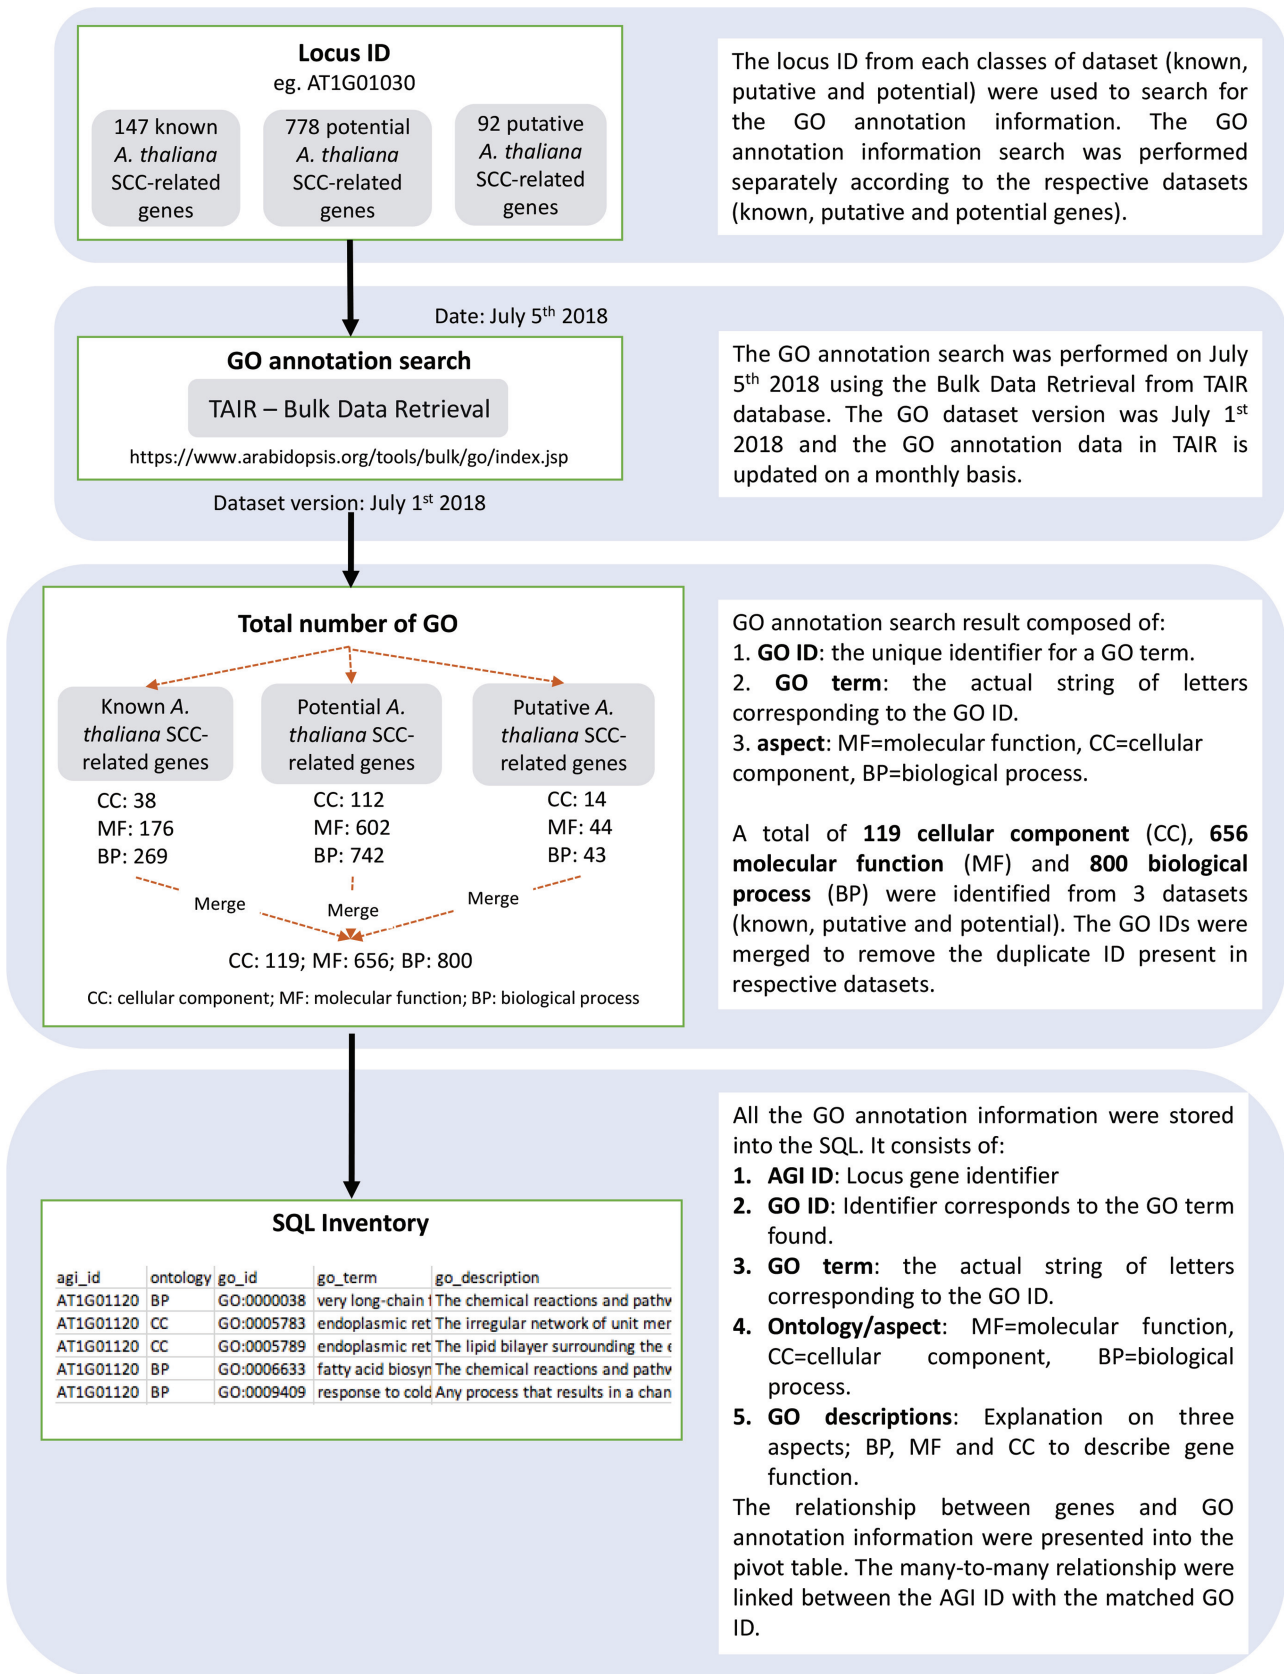 Locus ID
eg. AT1G01030
147 known
A. thaliana
SCC-related
genes
778 potential
A. thaliana
SCC-related
genes
92 putative
A. thaliana
SCC-related
genes
The locus ID from each classes of dataset (known,
putative and potential) were used to search for
the GO annotation information. The GO
annotation information search was performed
separately according to the respective datasets
(known, putative and potential genes).
Date: July 5th 2018
GO annotation search
TAIR – Bulk Data Retrieval
https://www.arabidopsis.org/tools/bulk/go/index.jsp
Dataset version: July 1st 2018
The GO annotation search was performed on July
5th 2018 using the Bulk Data Retrieval from TAIR
database. The GO dataset version was July 1st
2018 and the GO annotation data in TAIR is
updated on a monthly basis.
Total number of GO
Known A.
thaliana SCC-
related genes
Potential A.
thaliana SCC-
related genes
Putative A.
thaliana SCC-
related genes
CC: 38
MF: 176
BP: 269
CC: 112
MF: 602
BP: 742
CC: 14
MF: 44
BP: 43
Merge
Merge
Merge
CC: 119; MF: 656; BP: 800
CC: cellular component; MF: molecular function; BP: biological process
GO annotation search result composed of:
1. GO ID: the unique identifier for a GO term.
2. GO term: the actual string of letters
corresponding to the GO ID.
3. aspect: MF=molecular function, CC=cellular
component, BP=biological process.
A total of 119 cellular component (CC), 656
molecular function (MF) and 800 biological
process (BP) were identified from 3 datasets
(known, putative and potential). The GO IDs were
merged to remove the duplicate ID present in
respective datasets.
SQL Inventory
agi_id ontology go_id go_term go_description
AT1G01120 BP GO:0000038 very long-chain The chemical reactions and pathw
AT1G01120 CC GO:0005783 endoplasmic ret The irregular network of unit mer
AT1G01120 CC GO:0005789 endoplasmic ret The lipid bilayer surrounding the e
AT1G01120 BP GO:0006633 fatty acid biosyn The chemical reactions and pathw
AT1G01120 BP GO:0009409 response to cold Any process that results in a chan
All the GO annotation information were stored
into the SQL. It consists of:
1. AGI ID: Locus gene identifier
2. GO ID: Identifier corresponds to the GO term
found.
3. GO term: the actual string of letters
corresponding to the GO ID.
4. Ontology/aspect: MF=molecular function,
CC=cellular component, BP=biological
process.
5. GO descriptions: Explanation on three
aspects; BP, MF and CC to describe gene
function.
The relationship between genes and GO
annotation information were presented into the
pivot table. The many-to-many relationship were
linked between the AGI ID with the matched GO
ID.